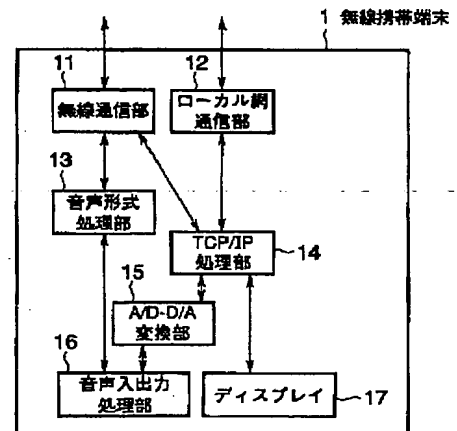 1 無線携帯端末
11
無線通信部
12
ローカル網
通信部
13
音声形式
処理部
TCP/IP
処理部
14
15
A/D-D/A
変換部
16
音声入出力
処理部
ディスプレイ
17